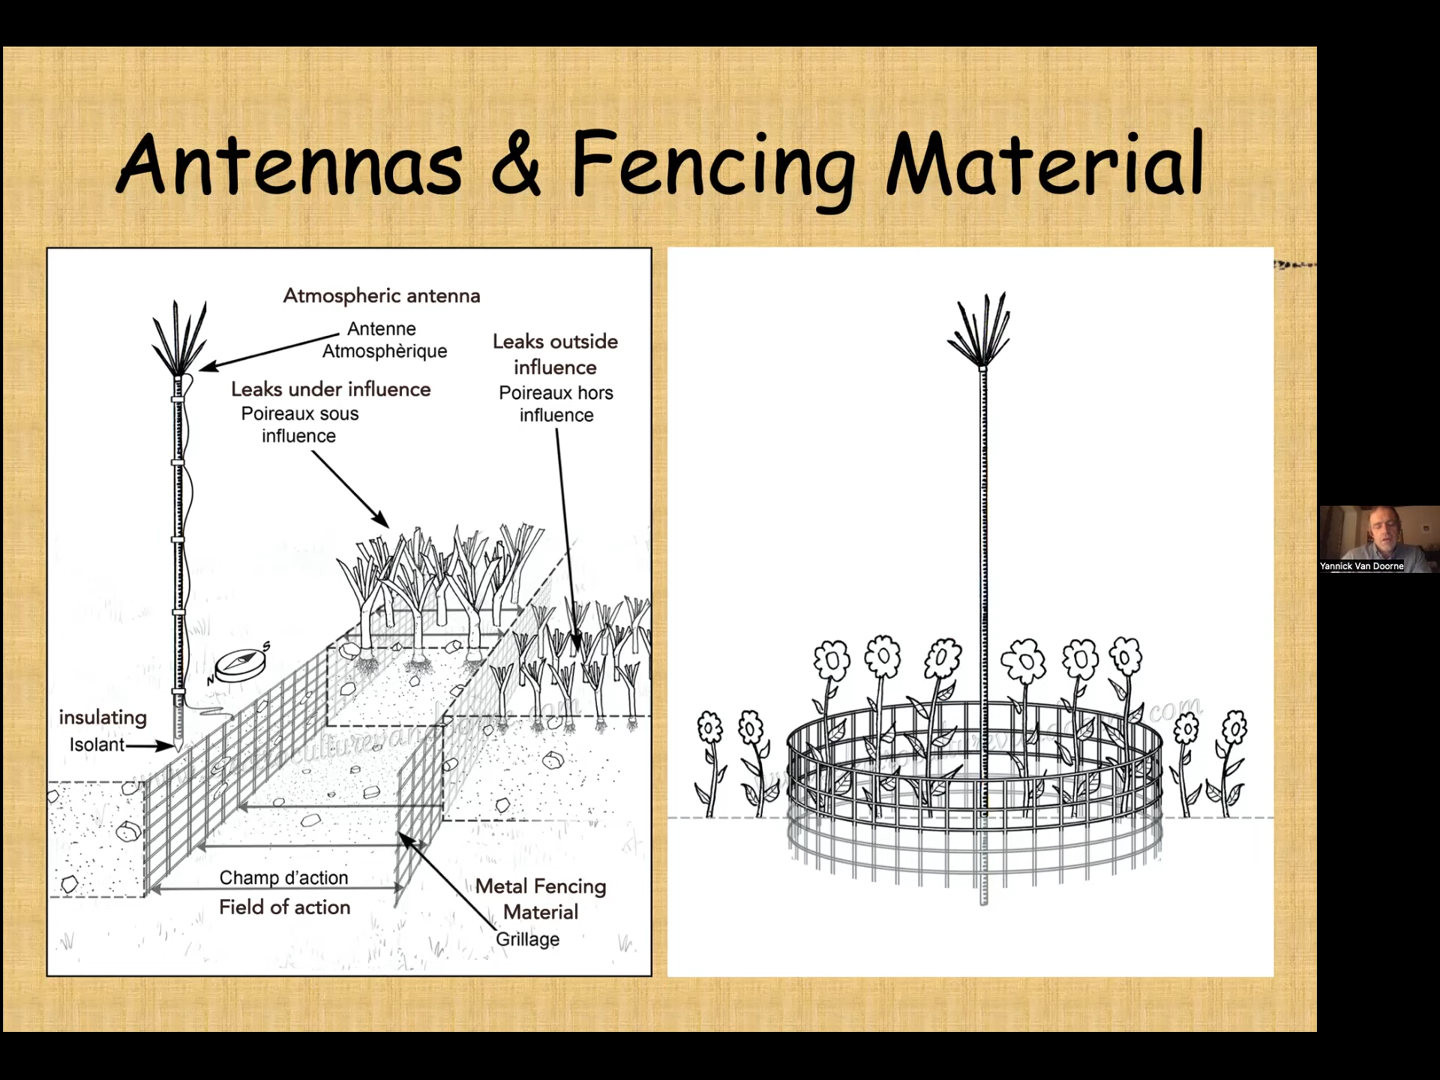 Antennas & Fencing Material
Atmospheric antenna
Antenne
Atmosphèrique
Leaks outside
influence
Poireaux hors
influence
Leaks under influence
Poireaux sous
influence
S
N
insulating
Isolant
Champ d'action
Field of action
Metal Fencing
Material
Grillage
Yannick Van Doorne